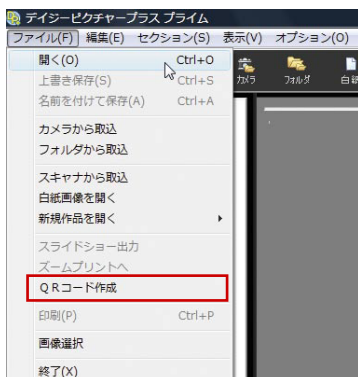 デイジーピクチャープラス プライム
ファイル(F) 編集(E) セクション(S) 表示(V) オプション(O)
開く(O) Ctrl+O
上書き保存(S) Ctrl+S
名前を付けて保存(A) Ctrl+A
カメラから取込
フォルダから取込
スキャナから取込
白紙画像を開く
新規作品を開く
スライドショー出力
ズームプリントへ
QRコード作成
印刷(P) Ctrl+P
画像選択
終了(X)
カメラ フォルダ 白紙